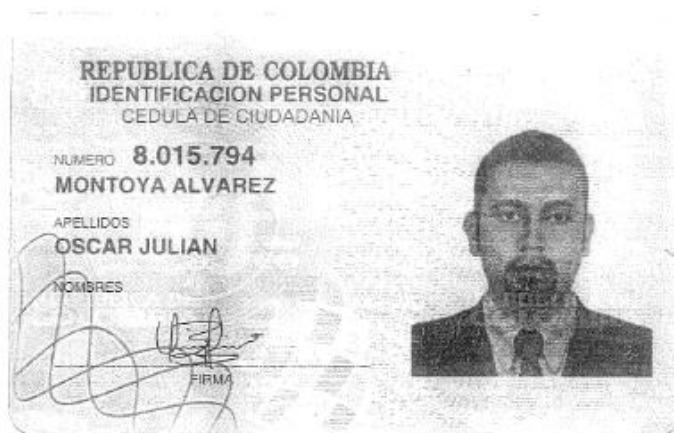 REPUBLICA DE COLOMBIA
IDENTIFICACION PERSONAL
CEDULA DE CIUDADANIA
NUMERO 8.015.794
MONTOYA ALVAREZ
APELLIDOS
OSCAR JULIAN
NOMBRES
FIRMA